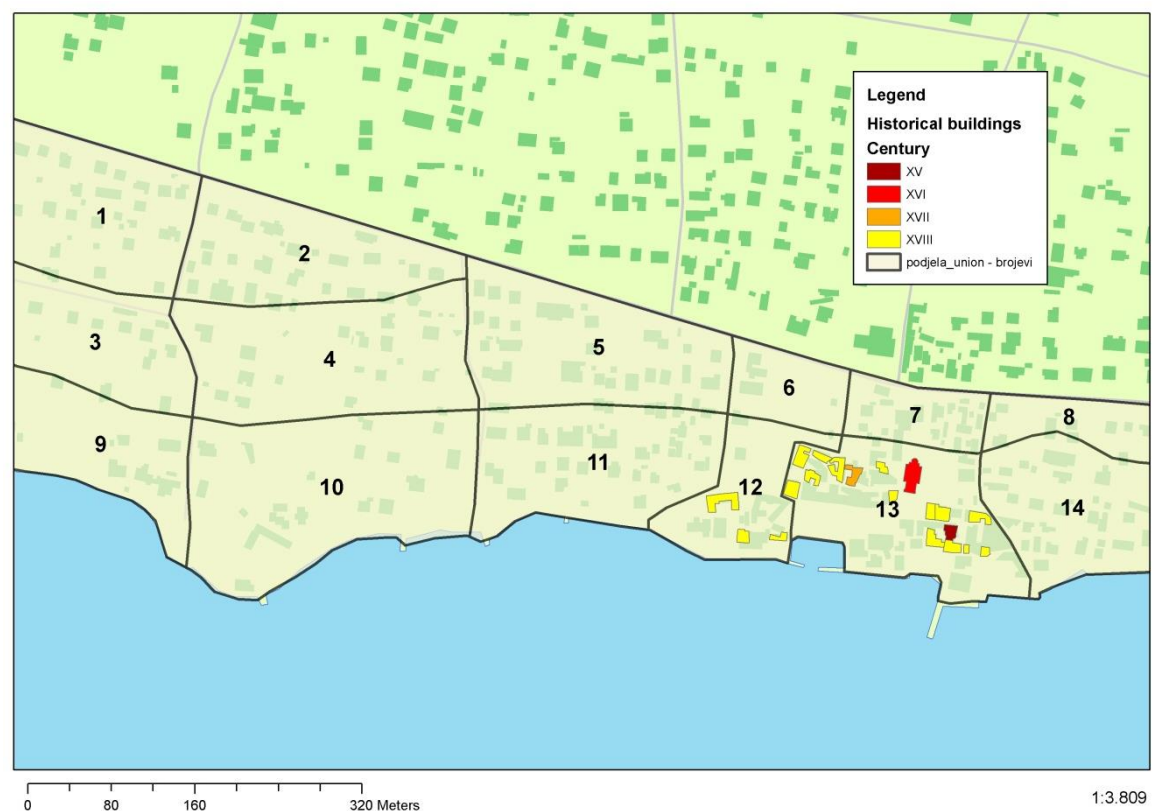 Legend
Historical buildings
Century
XV
XVI
XVII
XVIII
podjela_union - brojevi
1
2
3
4
5
6
7
8
9
10
11
12
13
14
0 80 160 320 Meters
1:3.809